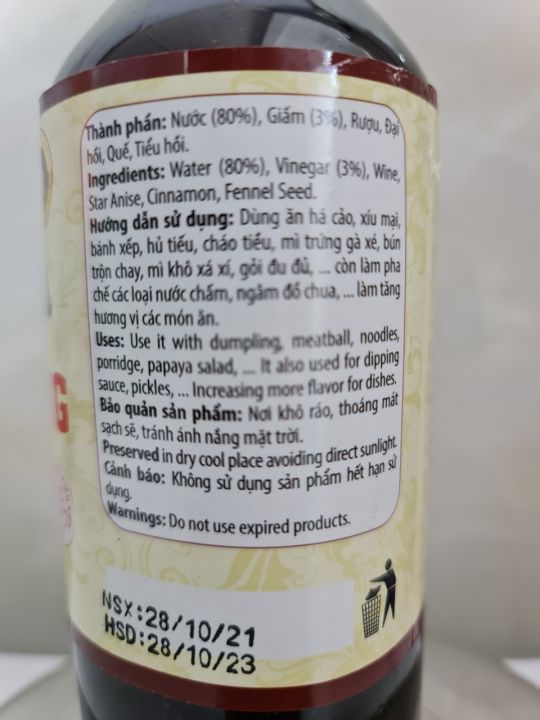 Thành phần: Nước (80%), Giấm (3%), Rượu, Đại
hồi, Quế, Tiểu hồi.
Ingredients: Water (80%), Vinegar (3%), Wine,
Star Anise, Cinnamon, Fennel Seed.
Hướng dẫn sử dụng: Dùng ăn há cảo, xíu mại,
bánh xếp, hủ tiếu, cháo tiều, mì trứng gà xé, bún
trộn chay, mì khô xá xí, gỏi đu đủ, ... còn làm pha
chế các loại nước chấm, ngâm đồ chua, ... làm tăng
hương vị các món ăn.
Uses: Use it with dumpling, meatball, noodles,
porridge, papaya salad, ... It also used for dipping
sauce, pickles, ... Increasing more flavor for dishes.
Bảo quản sản phẩm: Nơi khô ráo, thoáng mát
sạch sẽ, tránh ánh nắng mặt trời.
Preserved in dry cool place avoiding direct sunlight.
Cảnh báo: Không sử dụng sản phẩm hết hạn sử
dụng.
Warnings: Do not use expired products.
G
NSX:28/10/21
HSD:28/10/23